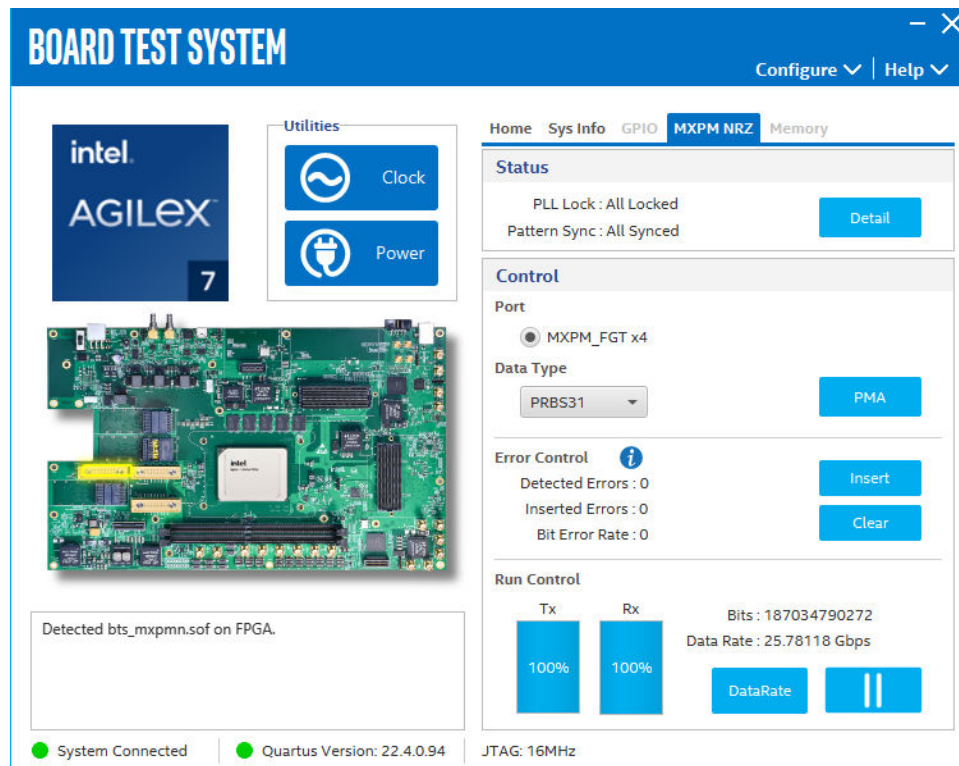 BOARD TEST SYSTEM
Configure
Help
intel.
AGILEX
7
Utilities
Clock
Power
Home Sys Info GPIO MXPM NRZ Memory
Status
PLL Lock : All Locked
Pattern Sync : All Synced
Detail
Control
Port
MXPM_FGT x4
Data Type
PRBS31
PMA
Error Control
Detected Errors : 0
Inserted Errors : 0
Bit Error Rate : 0
Insert
Clear
Run Control
Tx Rx
100% 100%
Bits : 187034790272
Data Rate : 25.78118 Gbps
DataRate
intel
Detected bts_mxpmn.sof on FPGA.
System Connected
Quartus Version: 22.4.0.94
JTAG: 16MHz